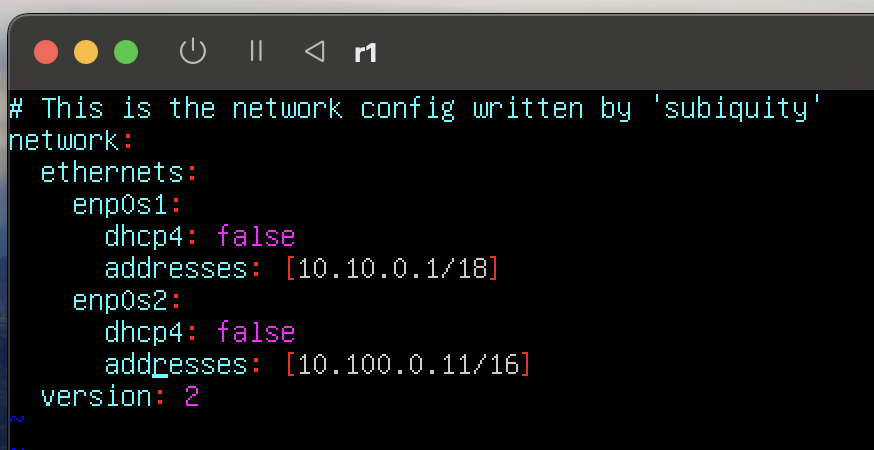 r1
# This is the network config written by 'subiquity'
network:
  ethernets:
    enp0s1:
      dhcp4: false
      addresses: [10.10.0.1/18]
    enp0s2:
      dhcp4: false
      addresses: [10.100.0.11/16]
  version: 2
~
~